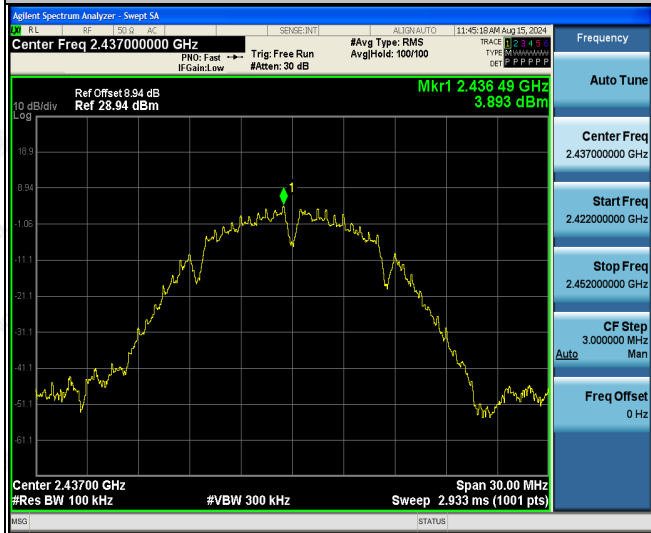 Agilent Spectrum Analyzer - Swept SA
LXI RL RF 50 Ω AC SENSE:INT ALIGNAUTO 11:45:18 AM Aug 15, 2024
Center Freq 2.437000000 GHz
PNO: Fast
IFGain:Low
Trig: Free Run
#Atten: 30 dB
#Avg Type: RMS
Avg|Hold: 100/100
TRACE 1 2 3 4 5 6
TYPE M
DET P P P P P P
Mkr1 2.436 49 GHz
3.893 dBm
Ref Offset 8.94 dB
10 dB/div Ref 28.94 dBm
Log
18.9
8.94
-1.06
-11.1
-21.1
-31.1
-41.1
-51.1
-61.1
1
Center 2.43700 GHz
#Res BW 100 kHz
#VBW 300 kHz
Span 30.00 MHz
Sweep 2.933 ms (1001 pts)
MSG STATUS
Frequency
Auto Tune
Center Freq
2.437000000 GHz
Start Freq
2.422000000 GHz
Stop Freq
2.452000000 GHz
CF Step
3.000000 MHz
Auto Man
Freq Offset
0 Hz